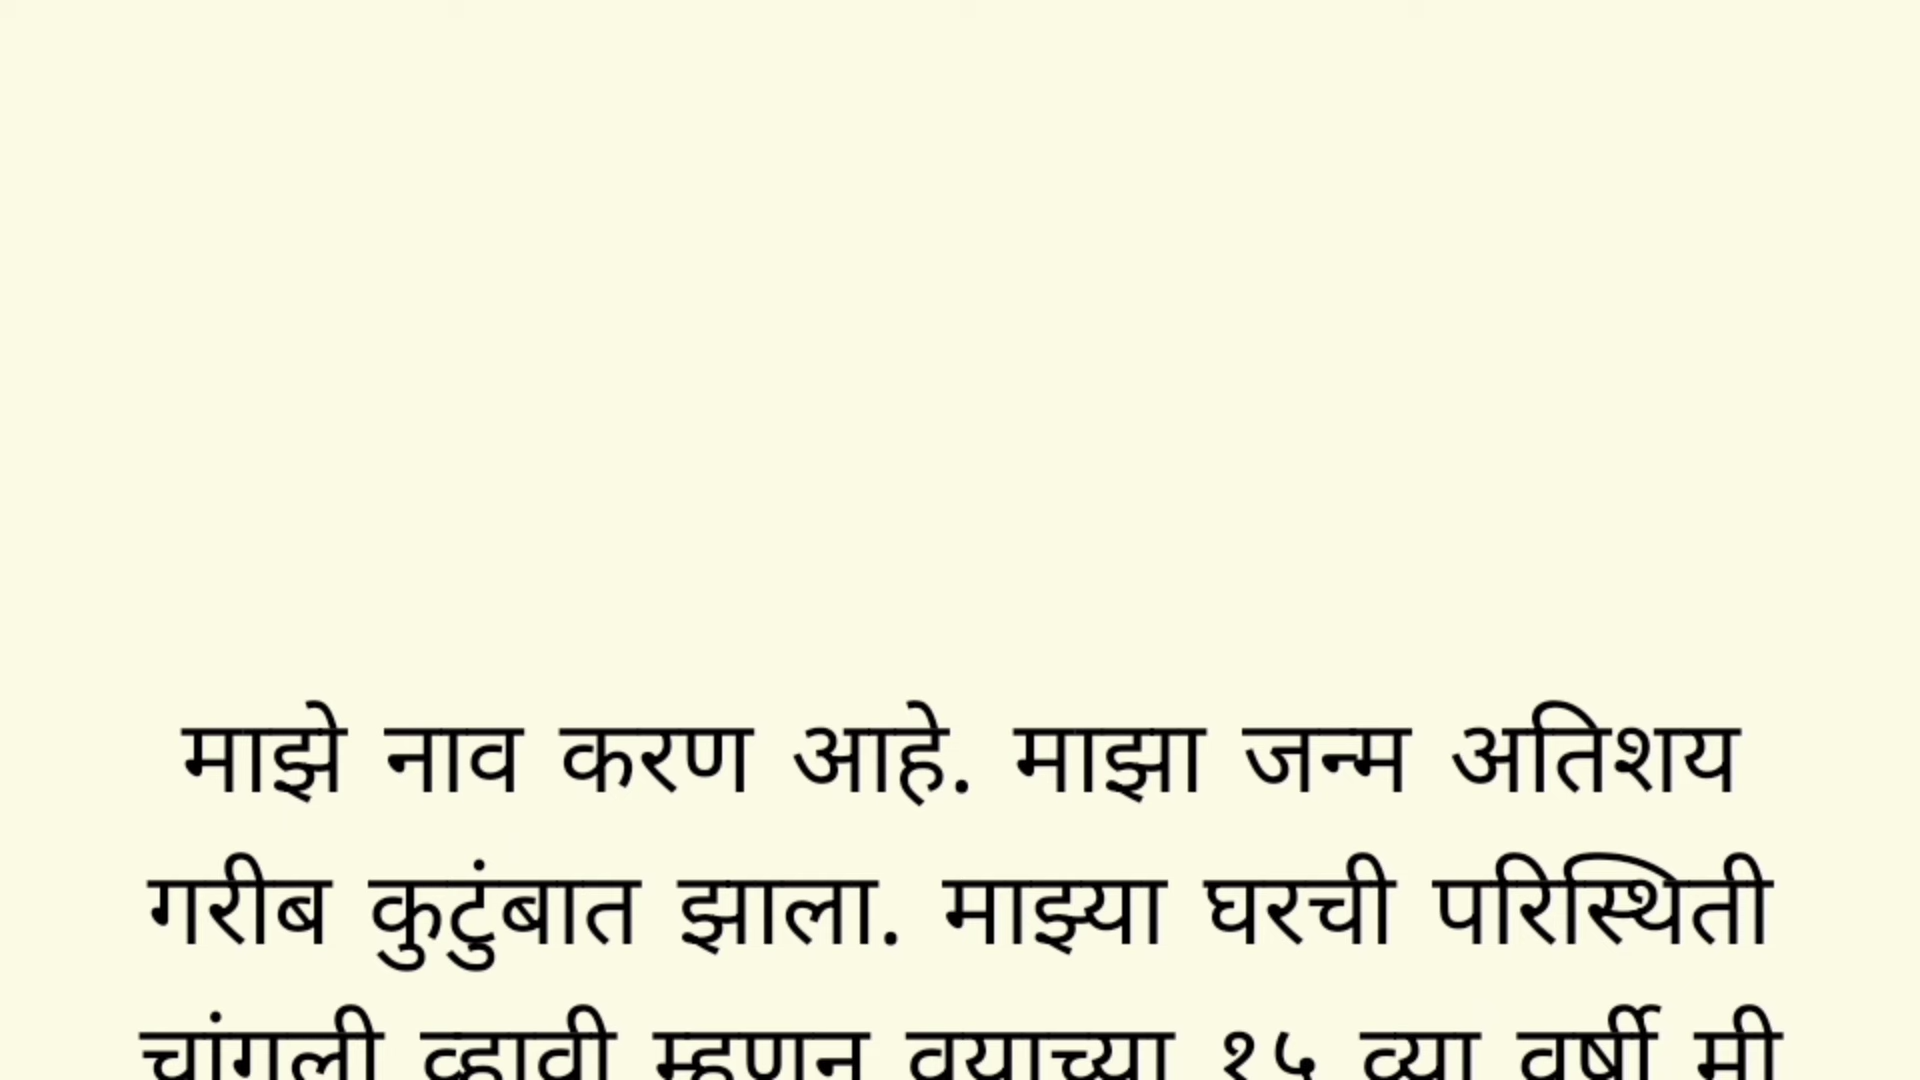 माझे नाव करण आहे. माझा जन्म अतिशय
गरीब कुटुंबात झाला. माझ्या घरची परिस्थिती
चांगली व्हावी म्हणून वयाच्या १५ व्या वर्षी मी